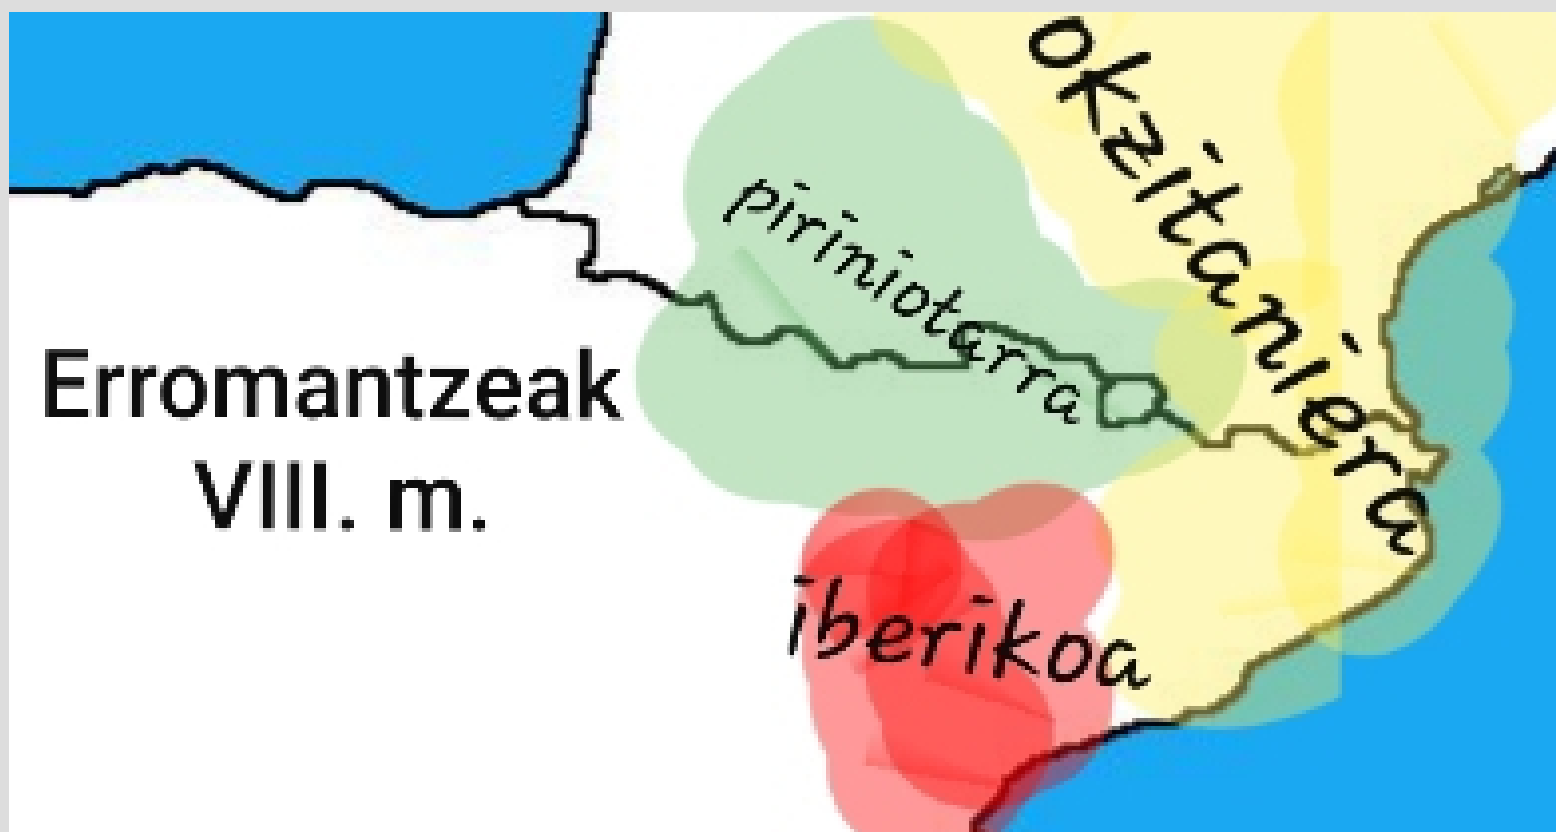 okzitaniera
piriniotarra
Erromantzeak
VIII. m.
iberikoa